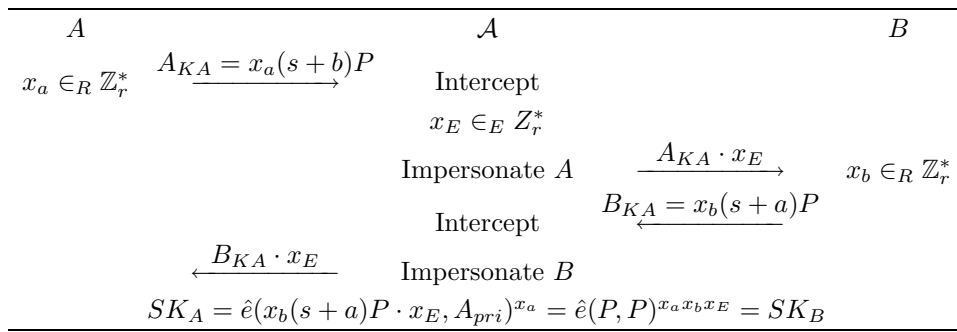 A 𝒜 B
x_a ∈_R ℤ_r^* A_{KA} = x_a(s + b)P Intercept
x_E ∈_E Z_r^*
Impersonate A A_{KA} · x_E x_b ∈_R ℤ_r^*
Intercept B_{KA} = x_b(s + a)P
B_{KA} · x_E Impersonate B
SK_A = ê(x_b(s + a)P · x_E, A_{pri})^{x_a} = ê(P, P)^{x_a x_b x_E} = SK_B